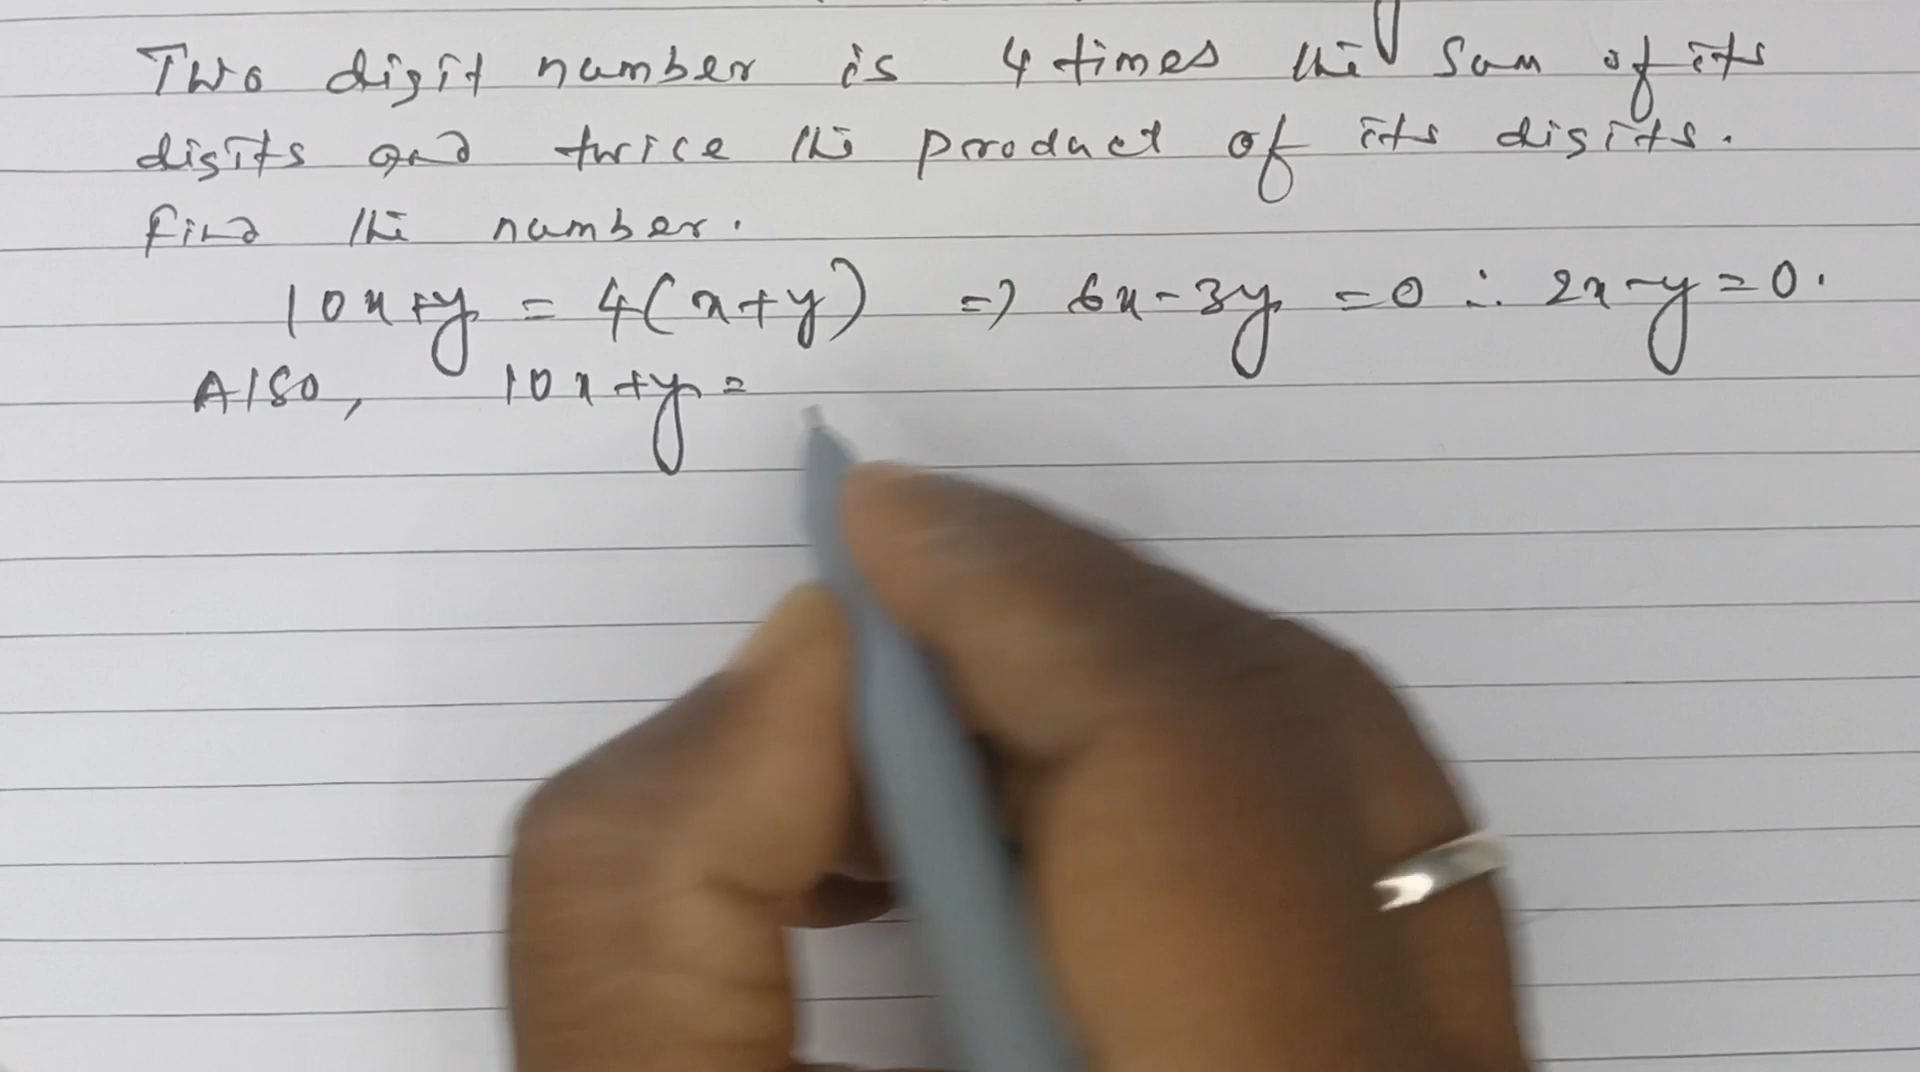 Two digit number is 4 times the sum of its
digits and twice the product of its digits.
Find the number.
10x+y = 4(x+y) => 6x-3y = 0 ∴ 2x-y=0.
Also, 10x+y=